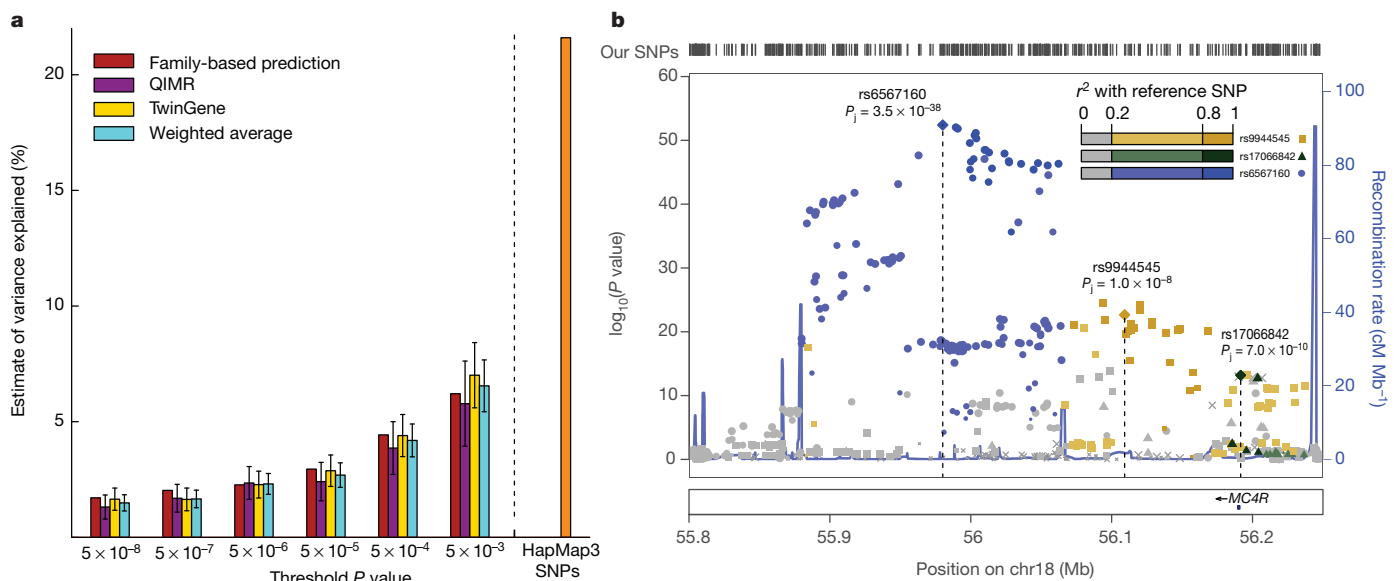 a
20
15
10
5
Estimate of variance explained (%)
Family-based prediction
QIMR
TwinGene
Weighted average
5 × 10⁻⁸
5 × 10⁻⁷
5 × 10⁻⁶
5 × 10⁻⁵
5 × 10⁻⁴
5 × 10⁻³
HapMap3
SNPs
Threshold P value
b
Our SNPs
60
50
40
30
20
10
0
log₁₀(P value)
rs6567160
Pⱼ = 3.5 × 10⁻³⁸
r² with reference SNP
0 0.2 0.8 1
rs9944545
rs17066842
rs6567160
rs9944545
Pⱼ = 1.0 × 10⁻⁸
rs17066842
Pⱼ = 7.0 × 10⁻¹⁰
100
80
60
40
20
0
Recombination rate (cM Mb⁻¹)
←MC4R
55.8 55.9 56 56.1 56.2
Position on chr18 (Mb)